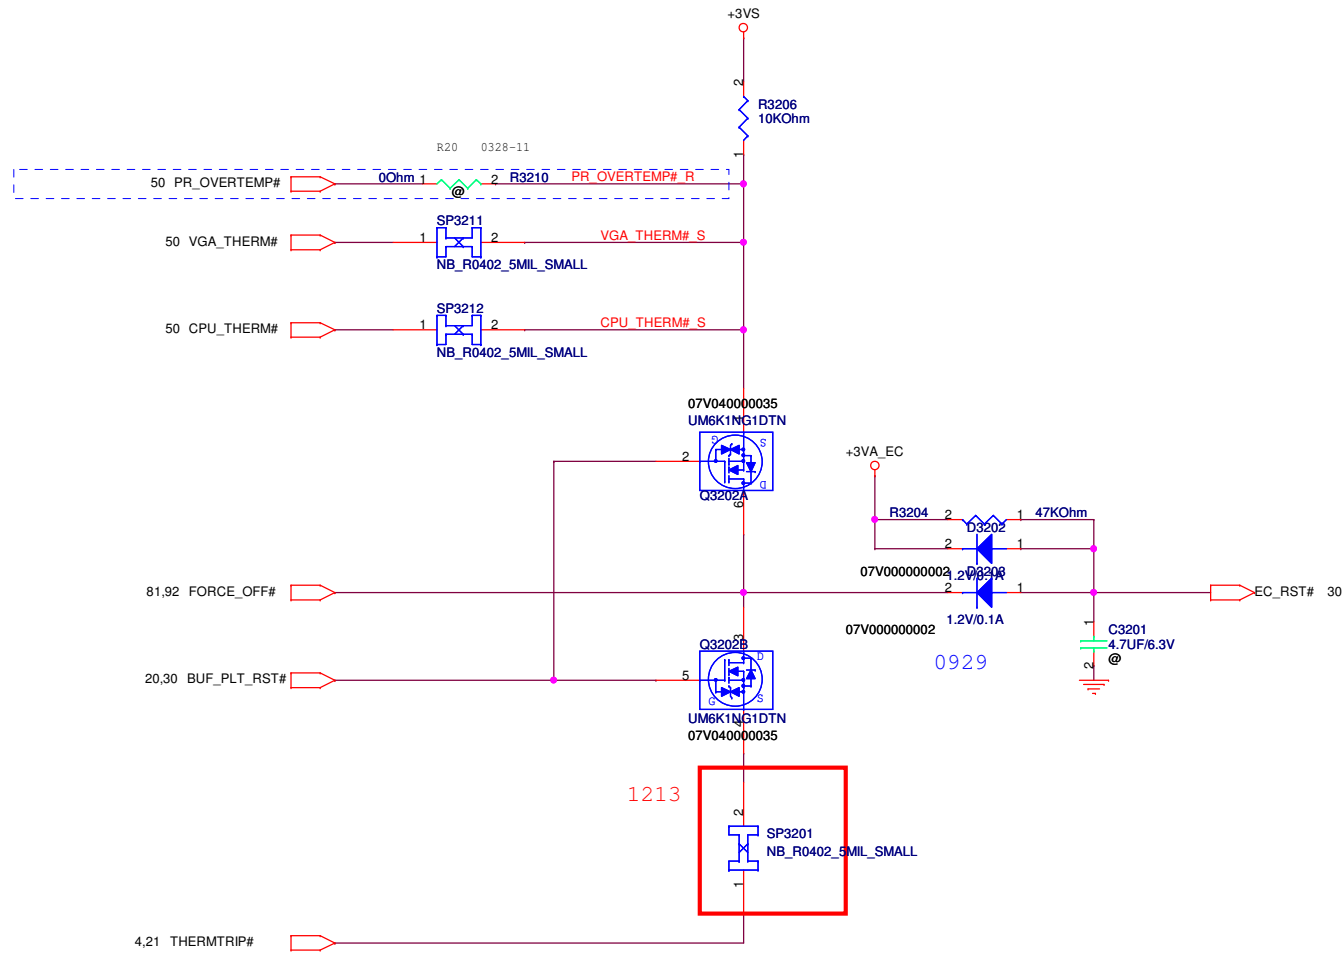 +3VS
2
R3206
10KOhm
1
R20 0328-11
50 PR_OVERTEMP# 0Ohm 1 2 R3210 PR_OVERTEMP#_R
@
SP3211
50 VGA_THERM# 1 2 VGA_THERM#_S
NB_R0402_5MIL_SMALL
SP3212
50 CPU_THERM# 1 2 CPU_THERM#_S
NB_R0402_5MIL_SMALL
07V040000035
UM6K1NG1DTN
G S
2
D
Q3202A
6
+3VA_EC
R3204 2 1 47KOhm
D3202
2 1
07V000000002 1.2V/0.1A D3203
81,92 FORCE_OFF# 2 1 EC_RST# 30
1.2V/0.1A
07V000000002
0929
1
C3201
4.7UF/6.3V
@
2
3
Q3202B
D
20,30 BUF_PLT_RST# 5
G S
UM6K1NG1DTN
4
07V040000035
1213
2
SP3201
NB_R0402_5MIL_SMALL
1
4,21 THERMTRIP#